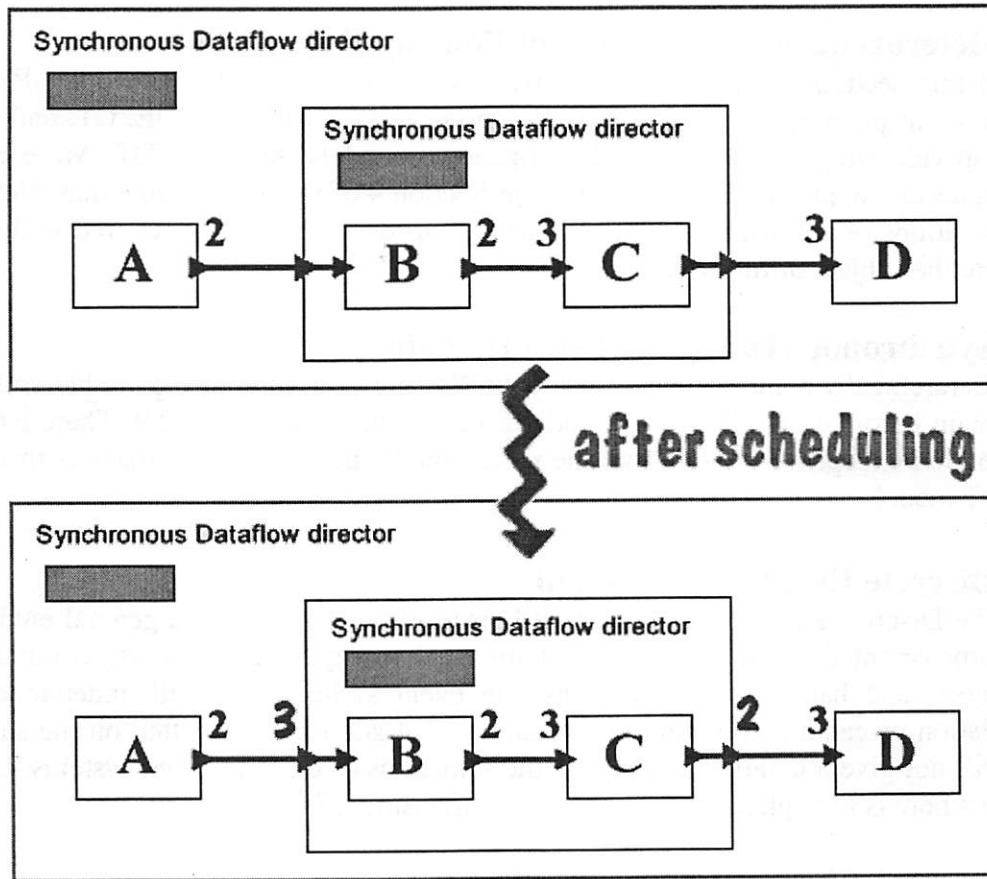 Synchronous Dataflow director
Synchronous Dataflow director
A 2 B 2 3 C 3 D
after scheduling
Synchronous Dataflow director
Synchronous Dataflow director
A 2 3 B 2 3 C 2 3 D